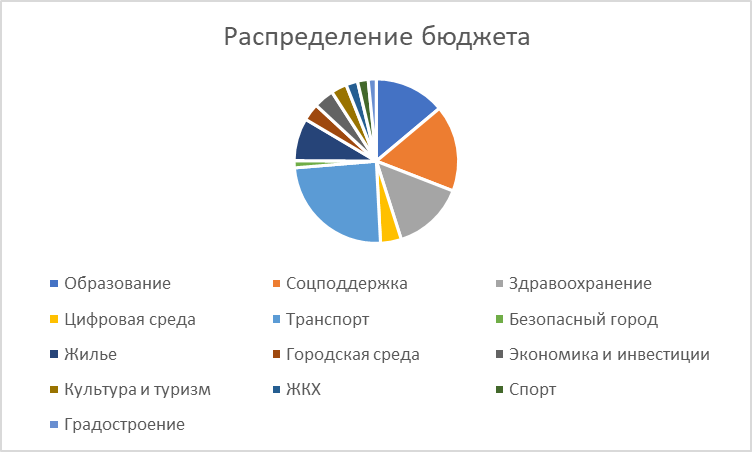 Распределение бюджета
Образование
Соцподдержка
Здравоохранение
Цифровая среда
Транспорт
Безопасный город
Жилье
Городская среда
Экономика и инвестиции
Культура и туризм
ЖКХ
Спорт
Градостроение